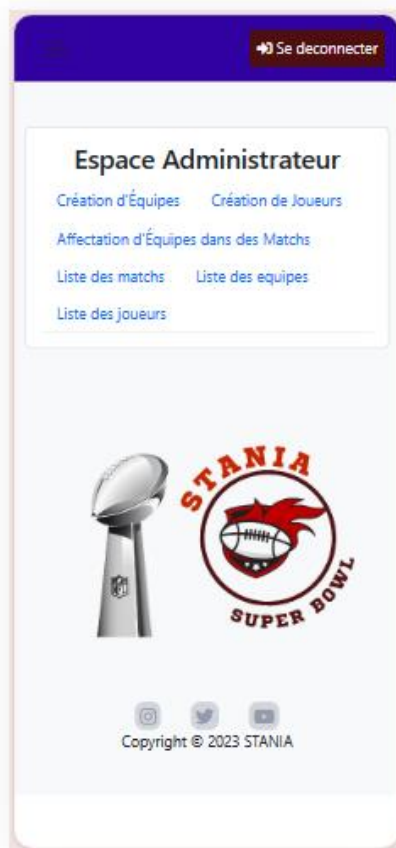 Se deconnecter
Espace Administrateur
Création d'Équipes Création de Joueurs
Affectation d'Équipes dans des Matchs
Liste des matchs Liste des equipes
Liste des joueurs
STANIA
SUPER BOWL
NFL
Copyright © 2023 STANIA